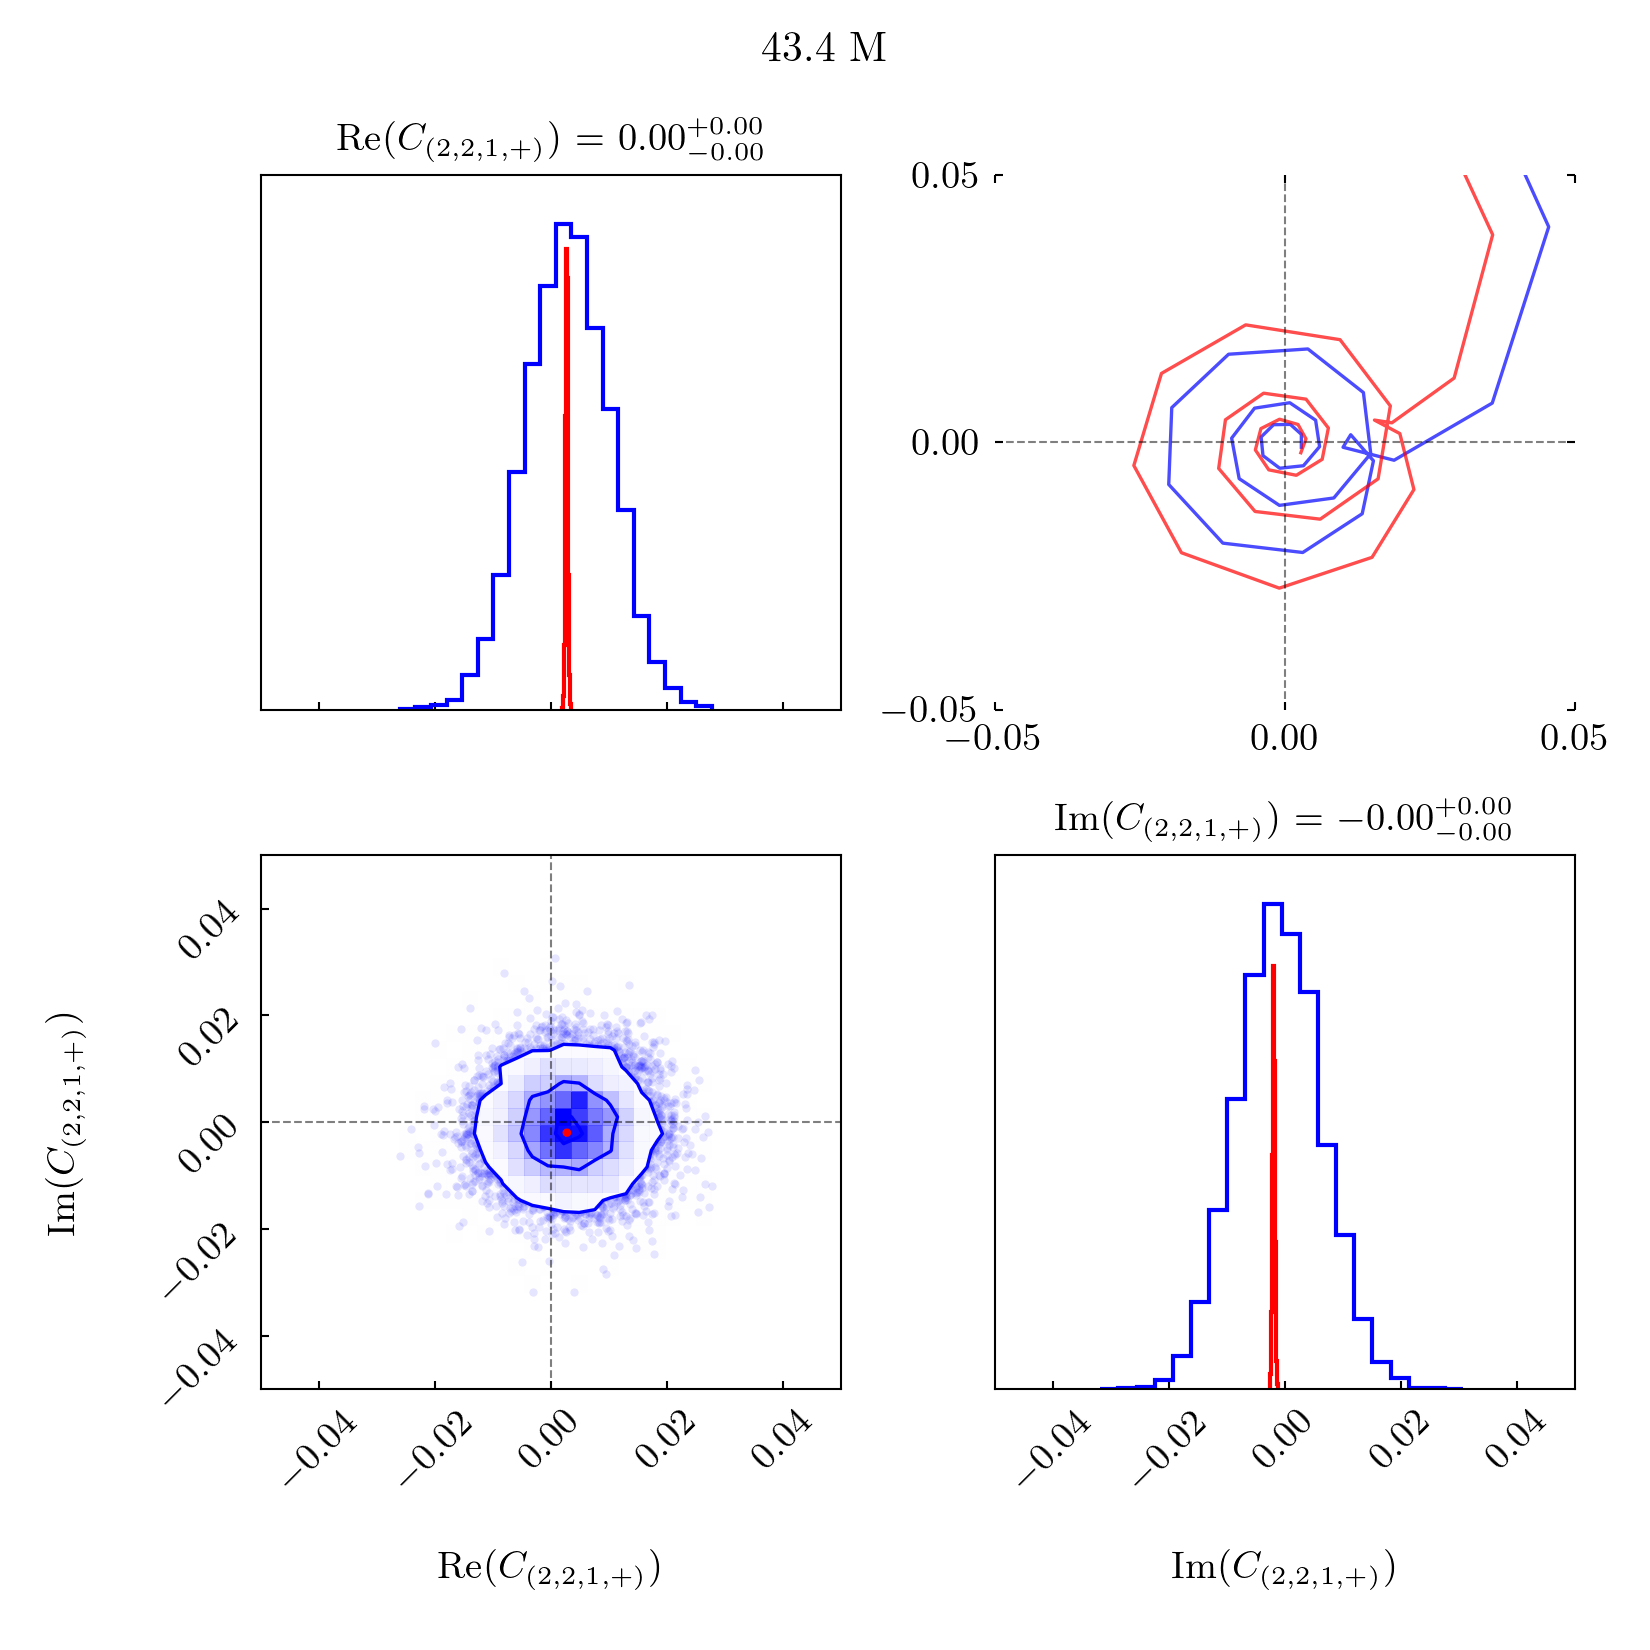 43.4 M
Re(C(2,2,1,+)) = 0.00+0.00−0.00
0.05
0.00
−0.05
−0.05 0.00 0.05
Im(C(2,2,1,+)) = −0.00+0.00−0.00
0.04
0.02
0.00
−0.02
−0.04
Im(C(2,2,1,+))
−0.04 −0.02 0.00 0.02 0.04
Re(C(2,2,1,+))
−0.04 −0.02 0.00 0.02 0.04
Im(C(2,2,1,+))